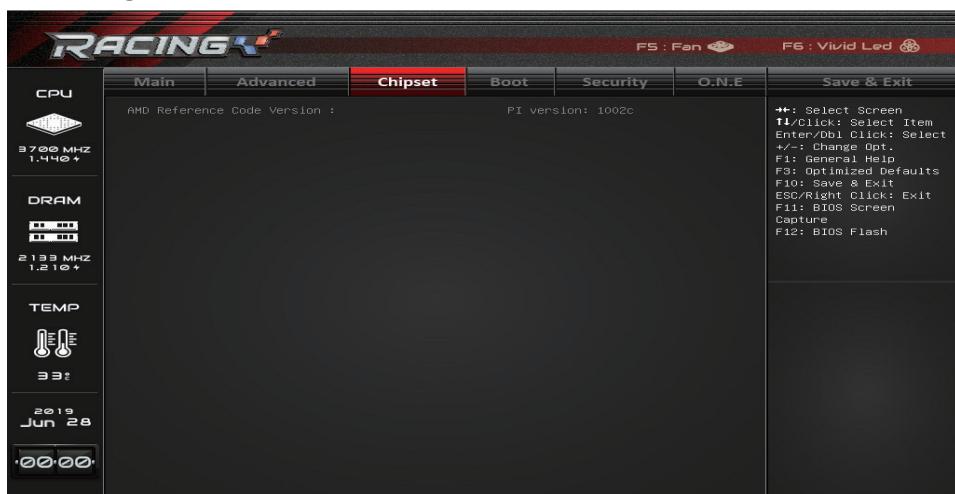 RACING
F5 : Fan
F6 : Vivid Led
Main Advanced Chipset Boot Security O.N.E Save & Exit
CPU
3700 MHZ
1.440 V
DRAM
2133 MHZ
1.210 V
TEMP
33℃
2019
Jun 28
00:00
AMD Reference Code Version : PI version: 1002c
→←: Select Screen
↑↓/Click: Select Item
Enter/Dbl Click: Select
+/-: Change Opt.
F1: General Help
F3: Optimized Defaults
F10: Save & Exit
ESC/Right Click: Exit
F11: BIOS Screen
Capture
F12: BIOS Flash